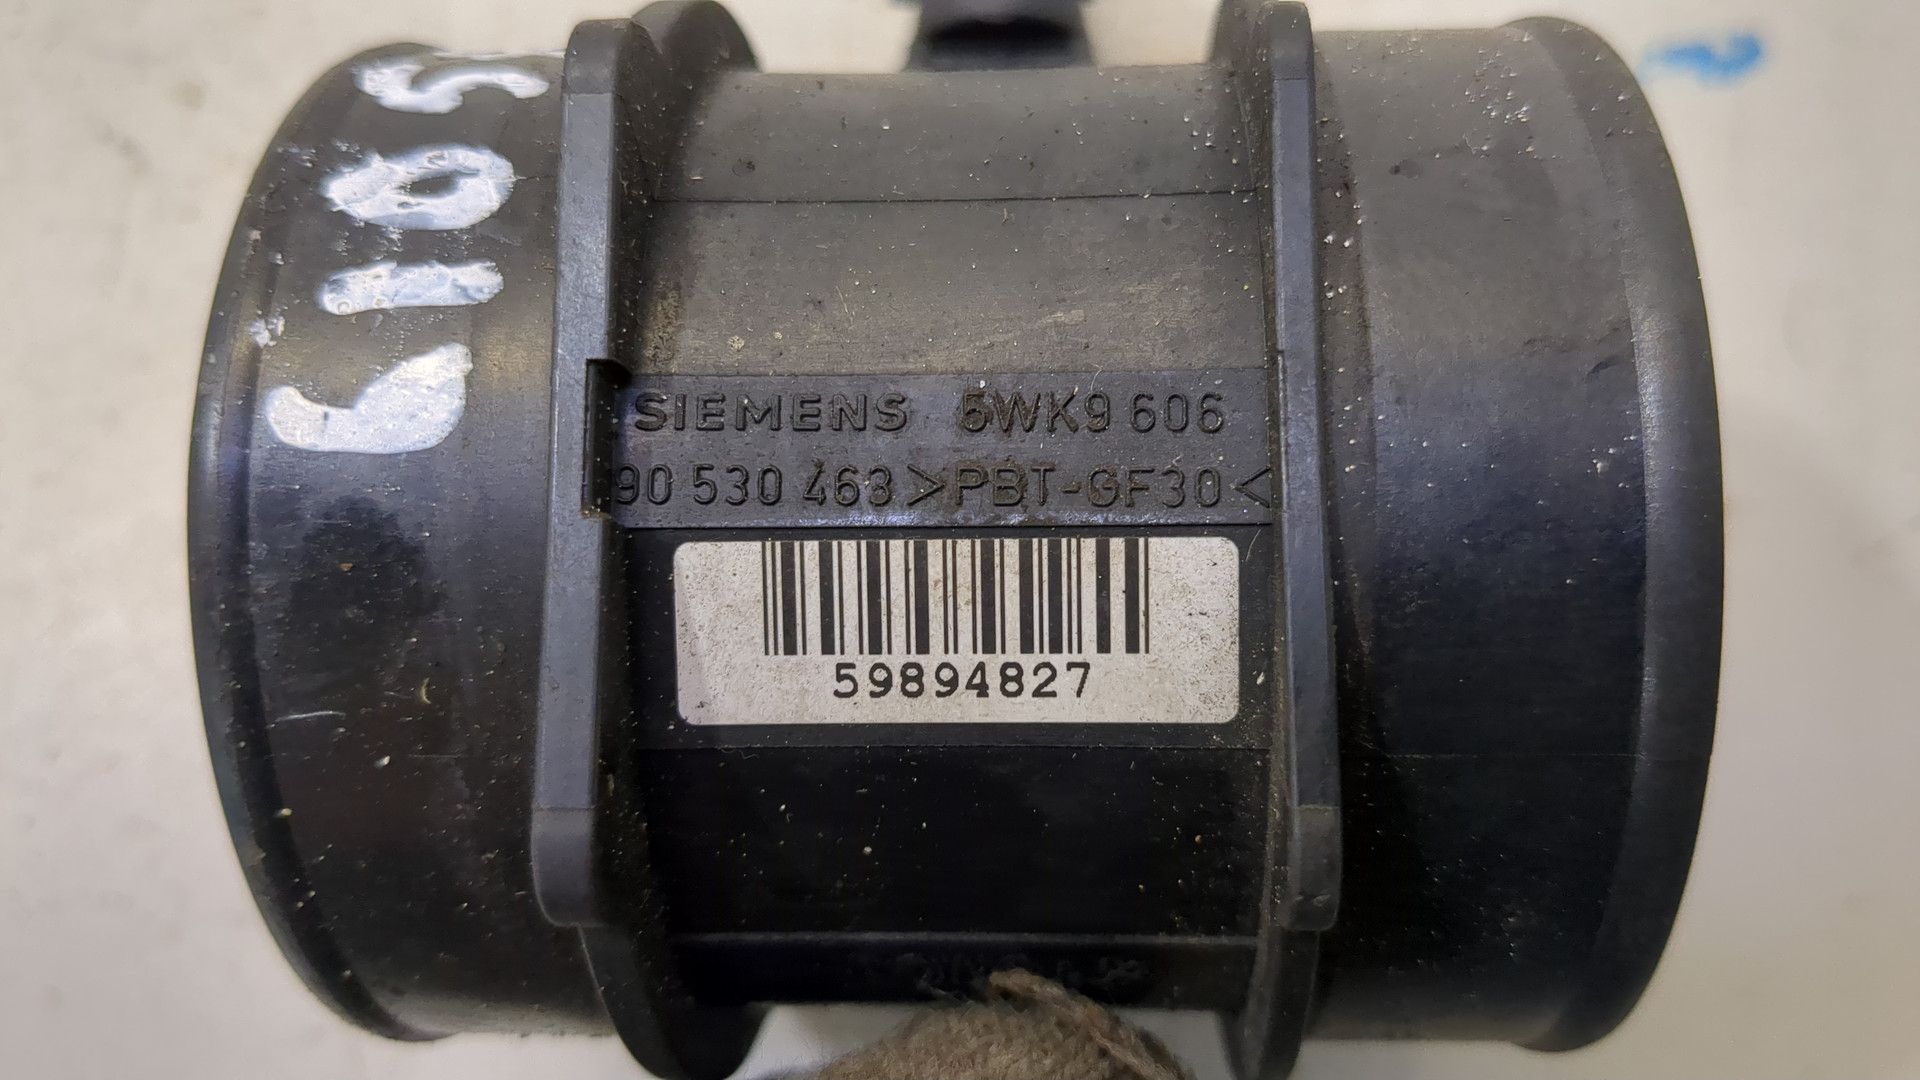 SIEMENS 5WK9 606
90 530 463 >PBT-GF30<
59894827